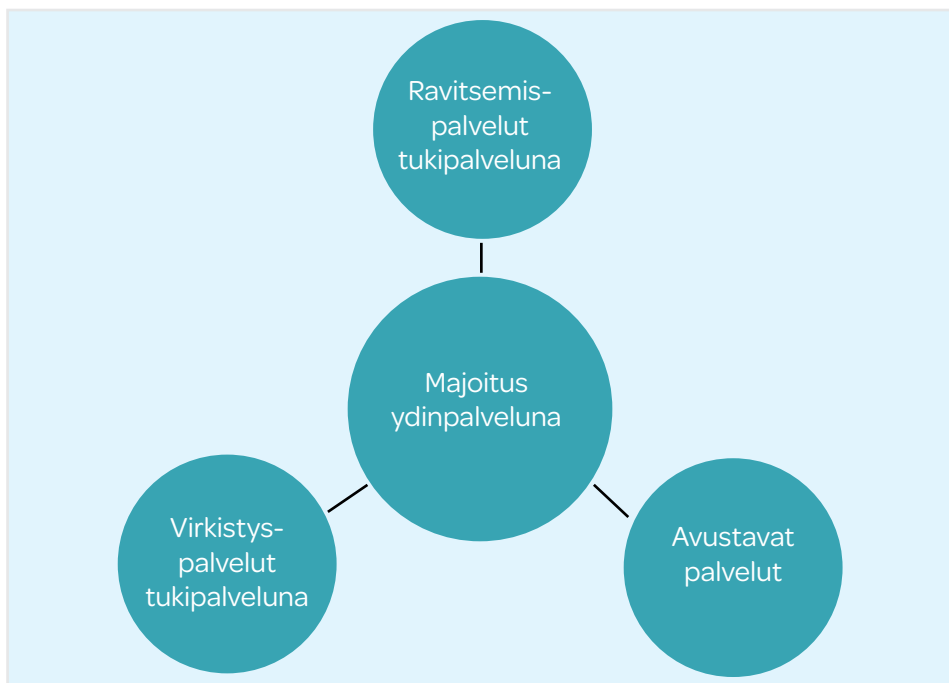 Ravitsemis-
palvelut
tukipalveluna
Majoitus
ydinpalveluna
Virkistys-
palvelut
tukipalveluna
Avustavat
palvelut